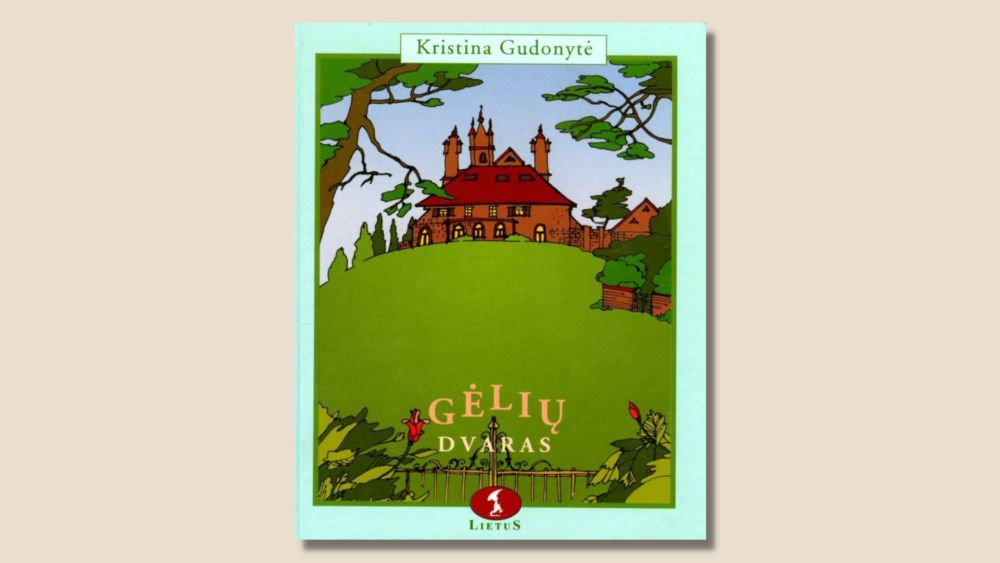 Kristina Gudonytė
GĖLIŲ
DVARAS
LIETUS